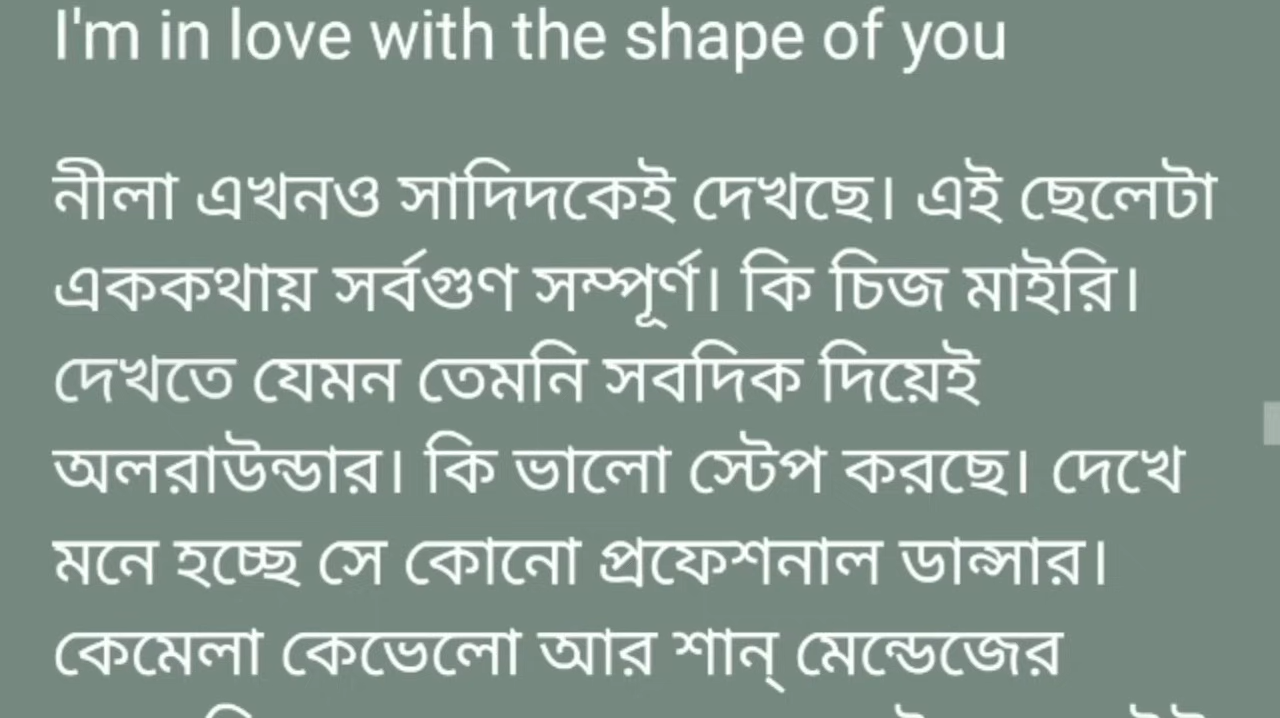 I'm in love with the shape of you
নীলা এখনও সাদিদকেই দেখছে। এই ছেলেটা
এককথায় সর্বগুণ সম্পূর্ণ। কি চিজ মাইরি।
দেখতে যেমন তেমনি সবদিক দিয়েই
অলরাউন্ডার। কি ভালো স্টেপ করছে। দেখে
মনে হচ্ছে সে কোনো প্রফেশনাল ডান্সার।
কেমেলা কেভেলো আর শান্ মেন্ডেজের